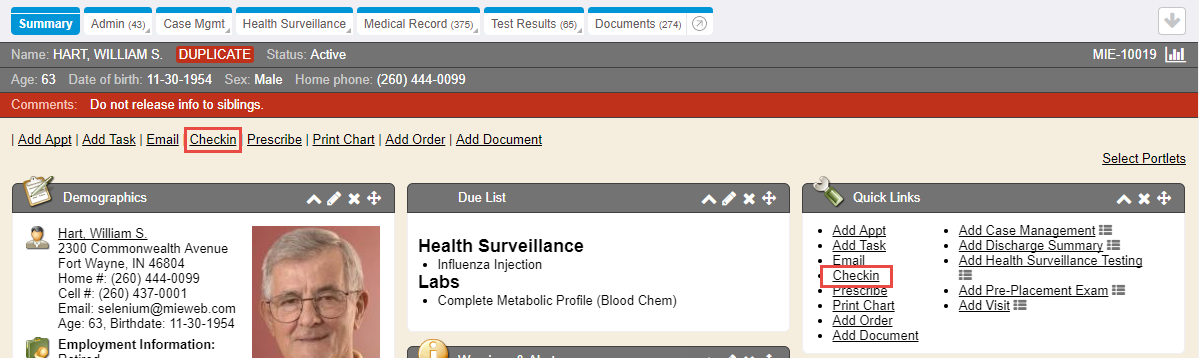 Summary Admin (43) Case Mgmt Health Surveillance Medical Record (375) Test Results (65) Documents (274)
Name: HART, WILLIAM S. DUPLICATE Status: Active MIE-10019
Age: 63 Date of birth: 11-30-1954 Sex: Male Home phone: (260) 444-0099
Comments: Do not release info to siblings.
| Add Appt | Add Task | Email | Checkin | Prescribe | Print Chart | Add Order | Add Document
Select Portlets
Demographics
Hart, William S.
2300 Commonwealth Avenue
Fort Wayne, IN 46804
Home #: (260) 444-0099
Cell #: (260) 437-0001
Email: selenium@mieweb.com
Age: 63, Birthdate: 11-30-1954
Employment Information:
Retired
Due List
Health Surveillance
• Influenza Injection
Labs
• Complete Metabolic Profile (Blood Chem)
Quick Links
• Add Appt
• Add Task
• Email
• Checkin
• Prescribe
• Print Chart
• Add Order
• Add Document
• Add Case Management
• Add Discharge Summary
• Add Health Surveillance Testing
• Add Pre-Placement Exam
• Add Visit